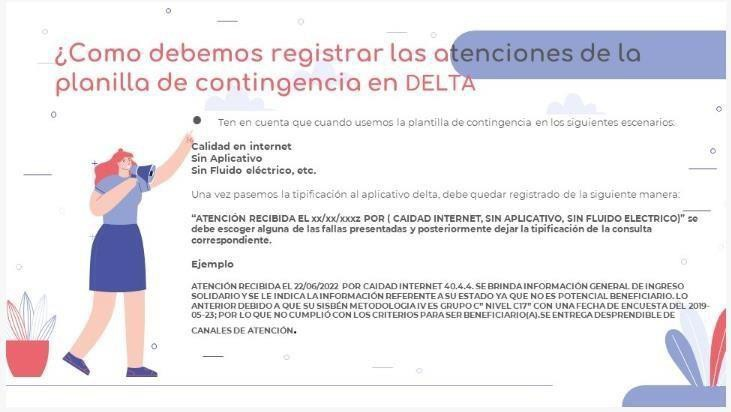 ¿Como debemos registrar las atenciones de la
planilla de contingencia en DELTA
Ten en cuenta que cuando usemos la plantilla de contingencia en los siguientes escenarios:
Calidad en internet
Sin Aplicativo
Sin Fluido eléctrico, etc.
Una vez pasemos la tipificación al aplicativo delta, debe quedar registrado de la siguiente manera:
“ATENCIÓN RECIBIDA EL xx/xx/xxxz POR ( CAIDAD INTERNET, SIN APLICATIVO, SIN FLUIDO ELECTRICO)” se
debe escoger alguna de las fallas presentadas y posteriormente dejar la tipificación de la consulta
correspondiente.
Ejemplo
ATENCIÓN RECIBIDA EL 22/06/2022 POR CAIDAD INTERNET 40.4.4. SE BRINDA INFORMACIÓN GENERAL DE INGRESO
SOLIDARIO Y SE LE INDICA LA INFORMACIÓN REFERENTE A SU ESTADO YA QUE NO ES POTENCIAL BENEFICIARIO. LO
ANTERIOR DEBIDO A QUE SU SISBÉN METODOLOGIA IV ES GRUPO C” NIVEL C17” CON UNA FECHA DE ENCUESTA DEL 2019-
05-23; POR LO QUE NO CUMPLIÓ CON LOS CRITERIOS PARA SER BENEFICIARIO(A).SE ENTREGA DESPRENDIBLE DE
CANALES DE ATENCIÓN.